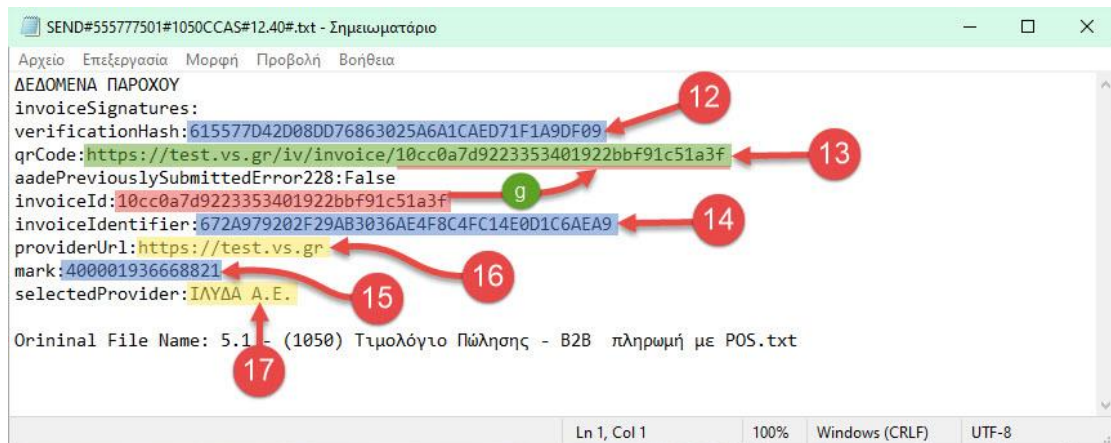 SEND#555777501#1050CCAS#12.40#.txt - Σημειωματάριο
Αρχείο Επεξεργασία Μορφή Προβολή Βοήθεια
ΔΕΔΟΜΕΝΑ ΠΑΡΟΧΟΥ
invoiceSignatures:
12
verificationHash:615577D42D08DD76863025A6A1CAED71F1A9DF09
qrCode:https://test.vs.gr/iv/invoice/10cc0a7d9223353401922bbf91c51a3f
13
aadePreviouslySubmittedError228:False
invoiceId:10cc0a7d9223353401922bbf91c51a3f
g
invoiceIdentifier:672A979202F29AB3036AE4F8C4FC14E0D1C6AEA9
14
providerUrl:https://test.vs.gr
16
mark:400001936668821
15
selectedProvider:ΙΛΥΔΑ Α.Ε.
Orininal File Name: 5.1 - (1050) Τιμολόγιο Πώλησης - B2B πληρωμή με POS.txt
17
Ln 1, Col 1 100% Windows (CRLF) UTF-8